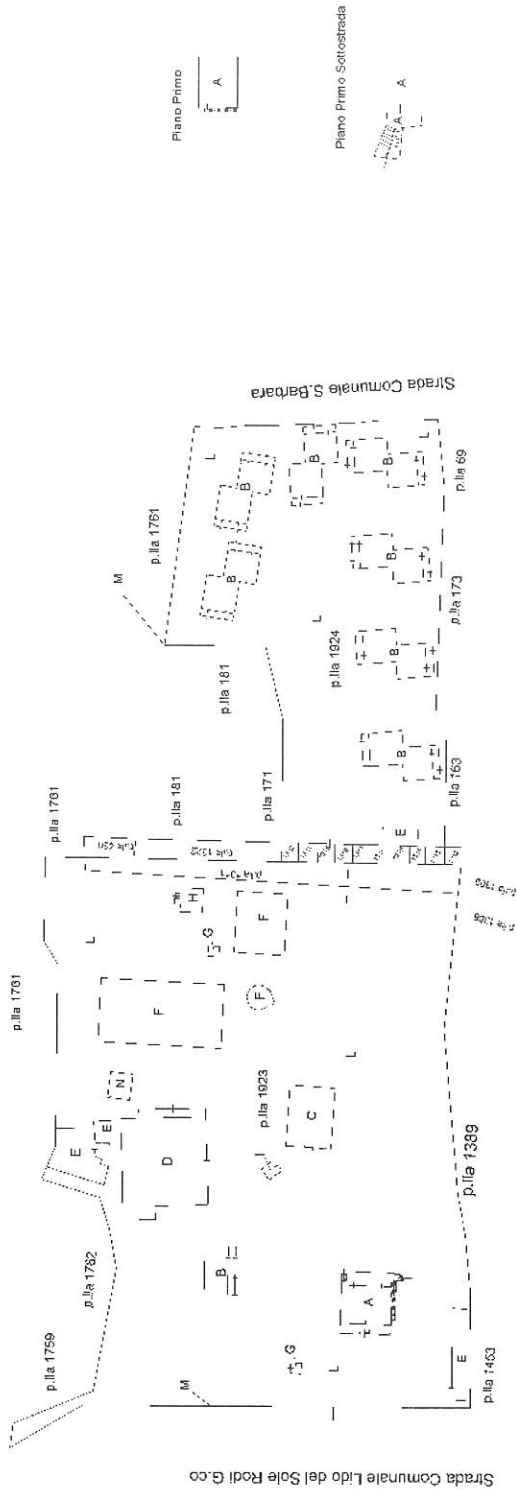 Piano Primo
A
Piano Primo Sottostrada
A
A
Strada Comunale S.Barbara
p.lla 1761
M
L
B
B
B
B
L
p.lla 69
B
p.lla 173
L
p.lla 1924
B
p.lla 181
p.lla 171
B
p.lla 163
E
p.lla 1761
p.lla 181
L
H
G
F
F
F
p.lla 1761
N
E
E
D
p.lla 1923
I
C
L
p.lla 1389
p.lla 1762
p.lla 1759
B
A
G
L
M
I
E
I
p.lla 1453
Strada Comunale Lido del Sole Rodi G.co